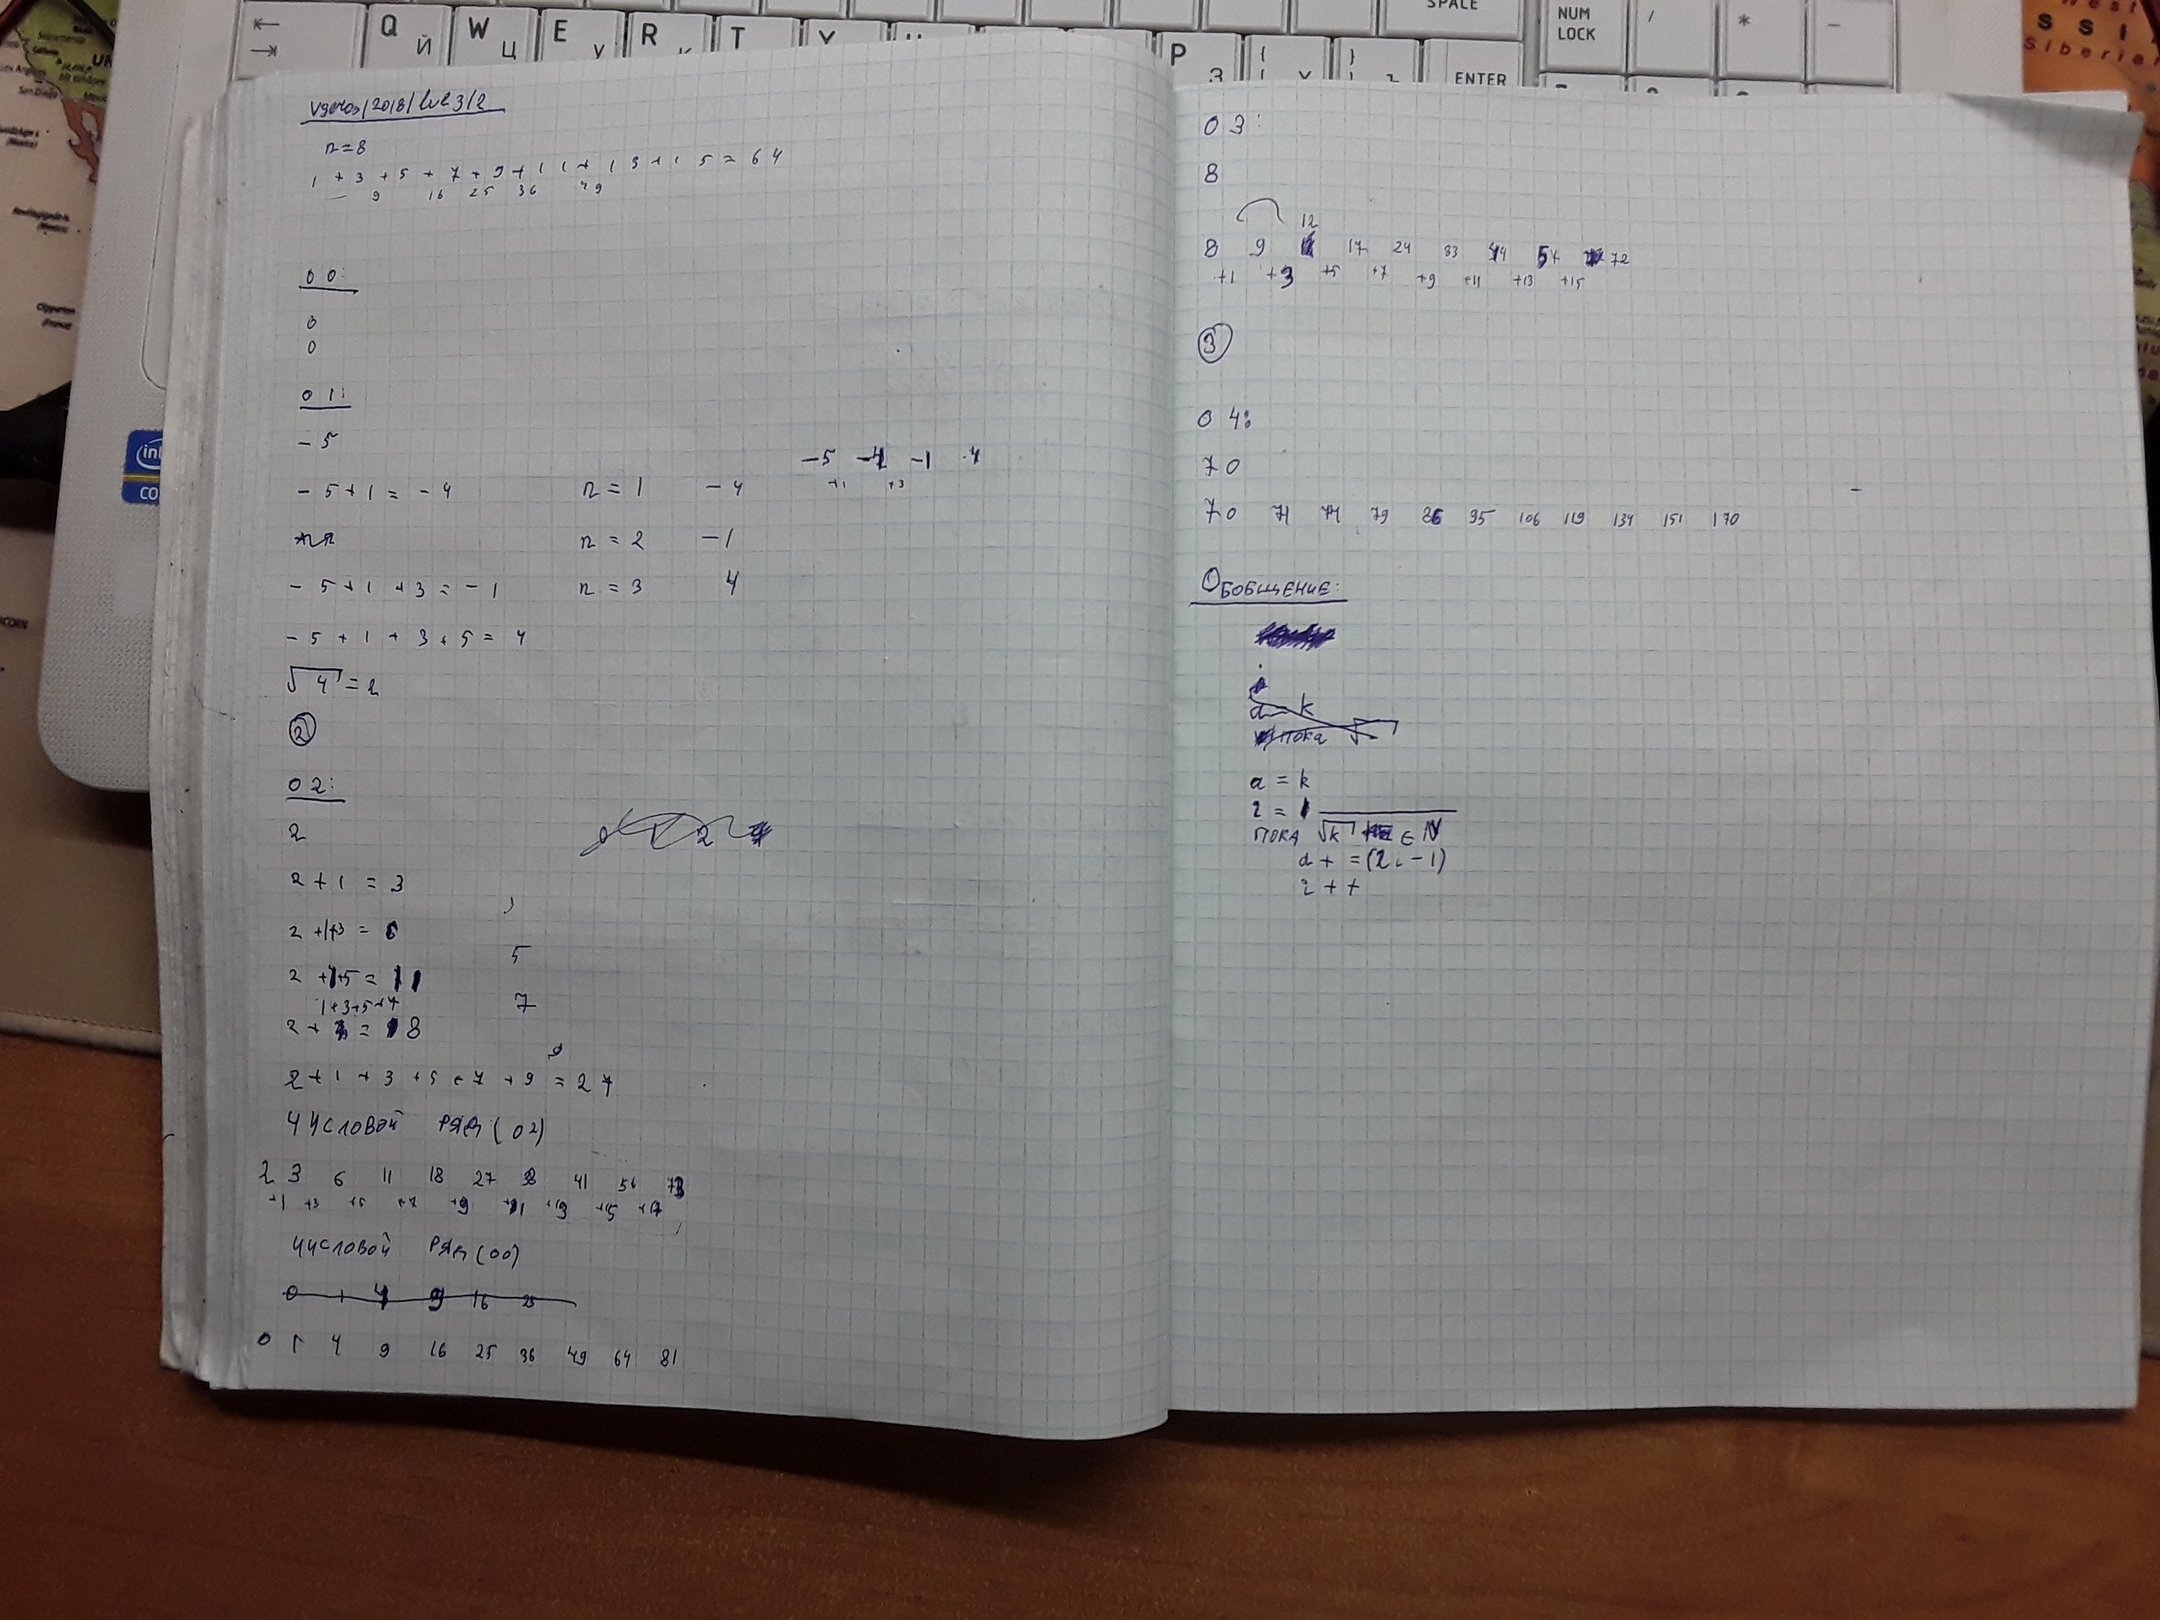 vseros/2018/lvl3/2
n=8
1 + 3 + 5 + 7 + 9 + 11 + 13 + 15 = 64
9 16 25 36 49
00:
0
0
01:
-5
-5 -4 -1 4
+1 +3
-5+1 = -4 n = 1 -4
n = 2 -1
-5+1+3 = -1 n = 3 4
-5+1+3+5 = 4
√4 = 2
2
02:
2
2+1 = 3
2+1+3 = 6
5
2 = 11
1+3+5+7
7
2 + = 18
9
2+1+3+5+7+9 = 27
ЧИСЛОВОЙ РЯД (02)
2 3 6 11 18 27 38 41 56 73
+1 +3 +5 +7 +9 +11 +13 +15 +17
ЧИСЛОВОЙ РЯД (00)
0 1 4 9 16 25
0 1 4 9 16 25 36 49 64 81
03:
8
12
8 9 17 24 33 44 57 72
+1 +3 +5 +7 +9 +11 +13 +15
3
04:
70
70 71 74 79 86 95 106 119 134 151 170
ОБОБЩЕНИЕ:
a = k
ПОКА √
a = k
i = 1
ПОКА √k ∈ N
a += (2i-1)
i++
Q Й W Ц E У R К T Y P З { [ Х } ] ENTER
SPACE
NUM LOCK / * −
intel
CO
SSI
Siberia